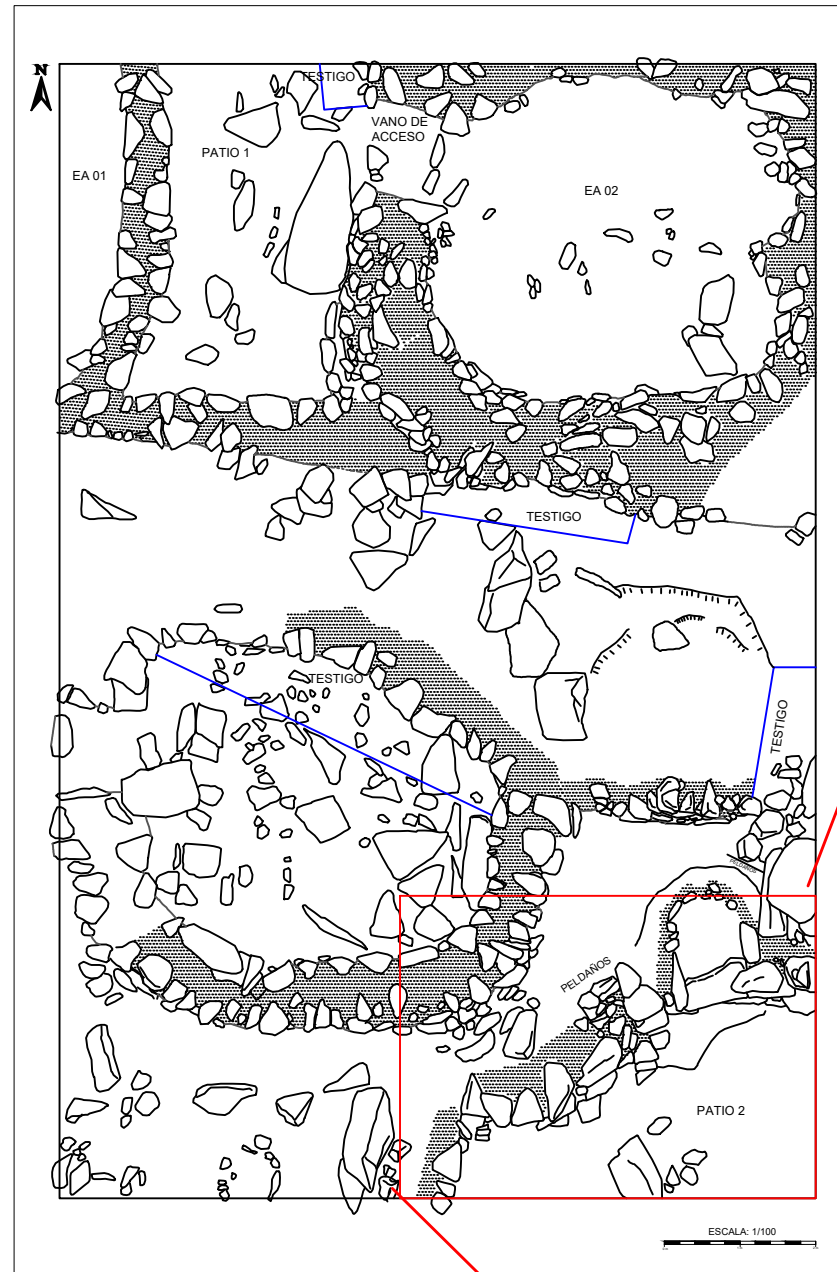 N
TESTIGO
VANO DE
ACCESO
PATIO 1
EA 01
EA 02
TESTIGO
TESTIGO
TESTIGO
PELDAÑOS
PELDAÑOS
PATIO 2
ESCALA: 1/100